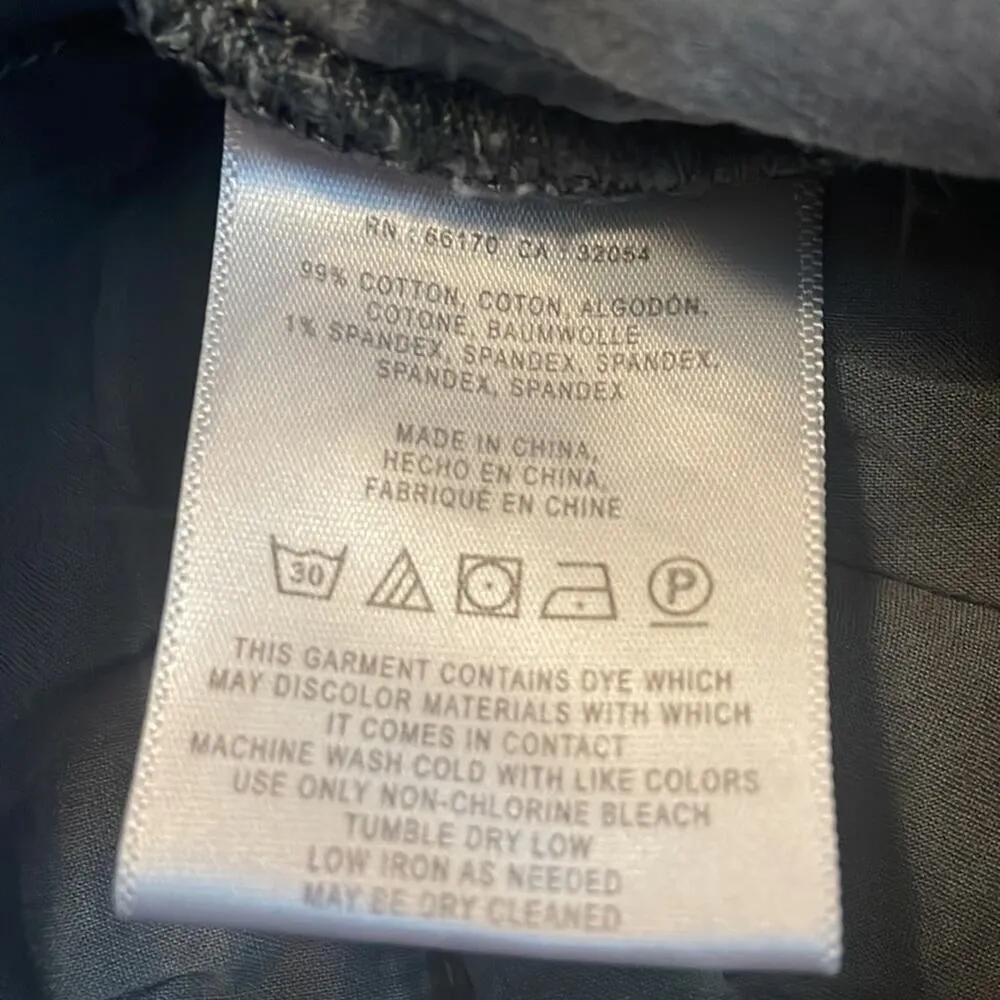 RN : 66170 CA : 32054
99% COTTON, COTON, ALGODÓN,
COTONE, BAUMWOLLE
1% SPANDEX, SPANDEX, SPANDEX,
SPANDEX, SPANDEX
MADE IN CHINA,
HECHO EN CHINA,
FABRIQUÉ EN CHINE
30 P
THIS GARMENT CONTAINS DYE WHICH
MAY DISCOLOR MATERIALS WITH WHICH
IT COMES IN CONTACT
MACHINE WASH COLD WITH LIKE COLORS
USE ONLY NON-CHLORINE BLEACH
TUMBLE DRY LOW
LOW IRON AS NEEDED
MAY BE DRY CLEANED